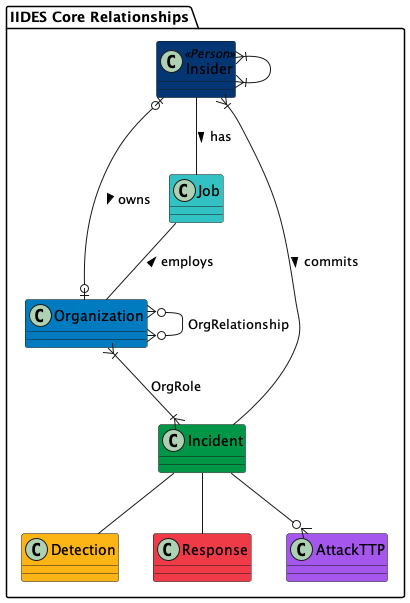 IIDES Core Relationships
C «Person»
Insider
has
C Job
owns
employs
commits
C Organization
OrgRelationship
OrgRole
C Incident
C Detection
C Response
C AttackTTP